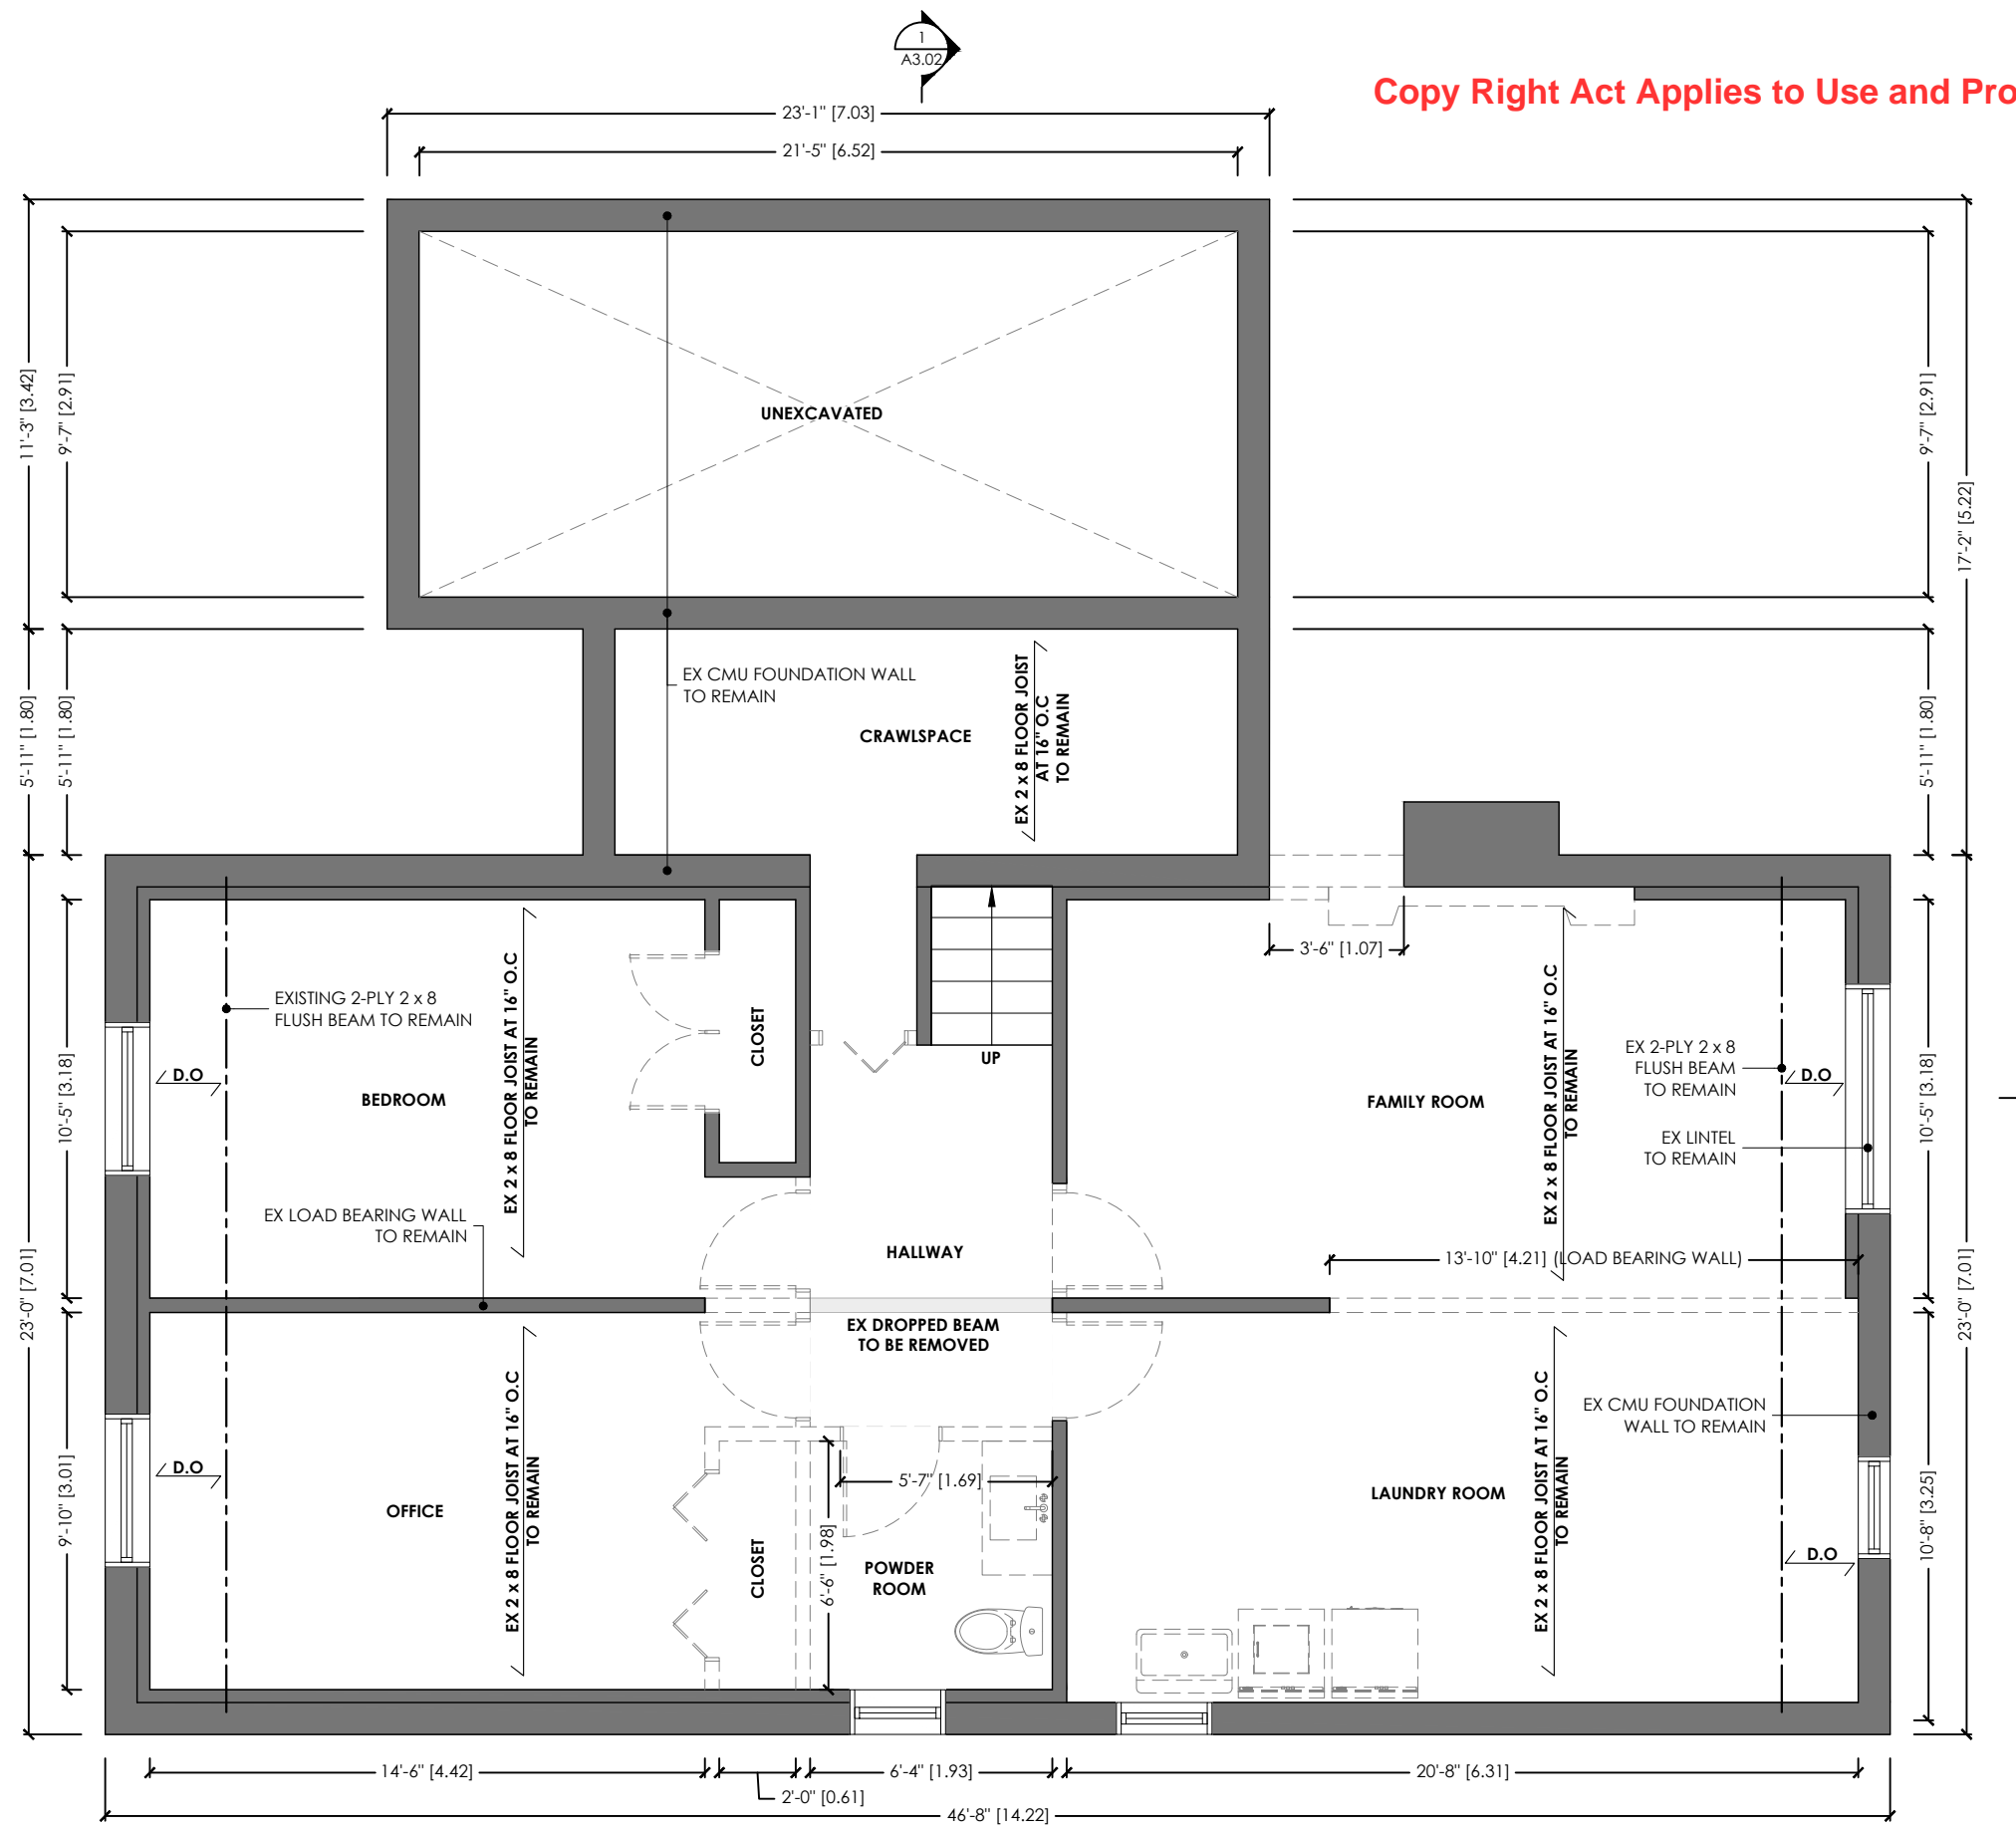 1
A3.02
Copy Right Act Applies to Use and Pro
23'-1" [7.03]
21'-5" [6.52]
11'-3" [3.42]
9'-7" [2.91]
9'-7" [2.91]
17'-2" [5.22]
UNEXCAVATED
5'-11" [1.80]
5'-11" [1.80]
EX CMU FOUNDATION WALL
TO REMAIN
CRAWLSPACE
EX 2 x 8 FLOOR JOIST
AT 16" O.C
TO REMAIN
5'-11" [1.80]
3'-6" [1.07]
EXISTING 2-PLY 2 x 8
FLUSH BEAM TO REMAIN
EX 2 x 8 FLOOR JOIST AT 16" O.C
TO REMAIN
CLOSET
UP
D.O
BEDROOM
FAMILY ROOM
EX 2 x 8 FLOOR JOIST AT 16" O.C
TO REMAIN
EX 2-PLY 2 x 8
FLUSH BEAM
TO REMAIN
D.O
EX LINTEL
TO REMAIN
10'-5" [3.18]
10'-5" [3.18]
EX LOAD BEARING WALL
TO REMAIN
HALLWAY
13'-10" [4.21] (LOAD BEARING WALL)
23'-0" [7.01]
23'-0" [7.01]
EX DROPPED BEAM
TO BE REMOVED
EX CMU FOUNDATION
WALL TO REMAIN
D.O
OFFICE
EX 2 x 8 FLOOR JOIST AT 16" O.C
TO REMAIN
5'-7" [1.69]
6'-6" [1.98]
CLOSET
POWDER
ROOM
LAUNDRY ROOM
EX 2 x 8 FLOOR JOIST AT 16" O.C
TO REMAIN
D.O
9'-10" [3.01]
10'-8" [3.25]
14'-6" [4.42]
2'-0" [0.61]
6'-4" [1.93]
20'-8" [6.31]
46'-8" [14.22]